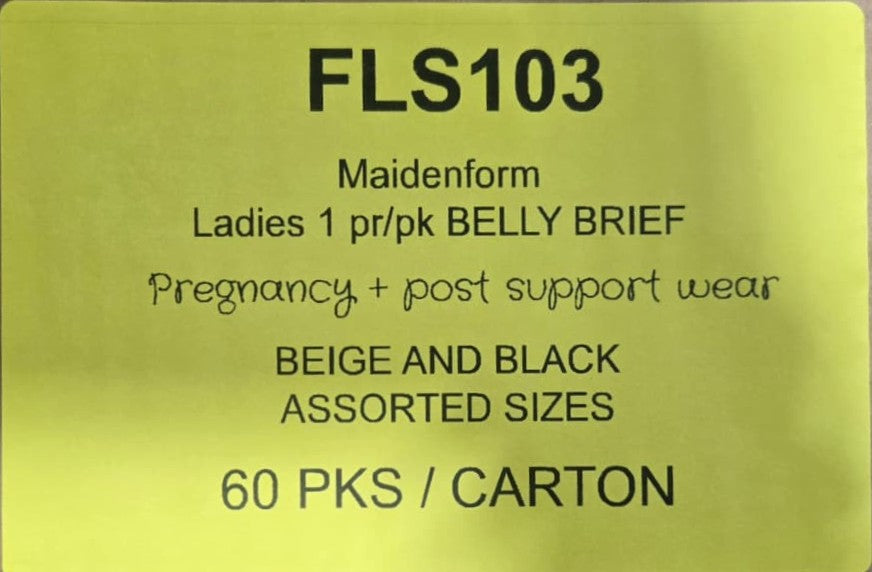 FLS103
Maidenform
Ladies 1 pr/pk BELLY BRIEF
Pregnancy + post support wear
BEIGE AND BLACK
ASSORTED SIZES
60 PKS / CARTON